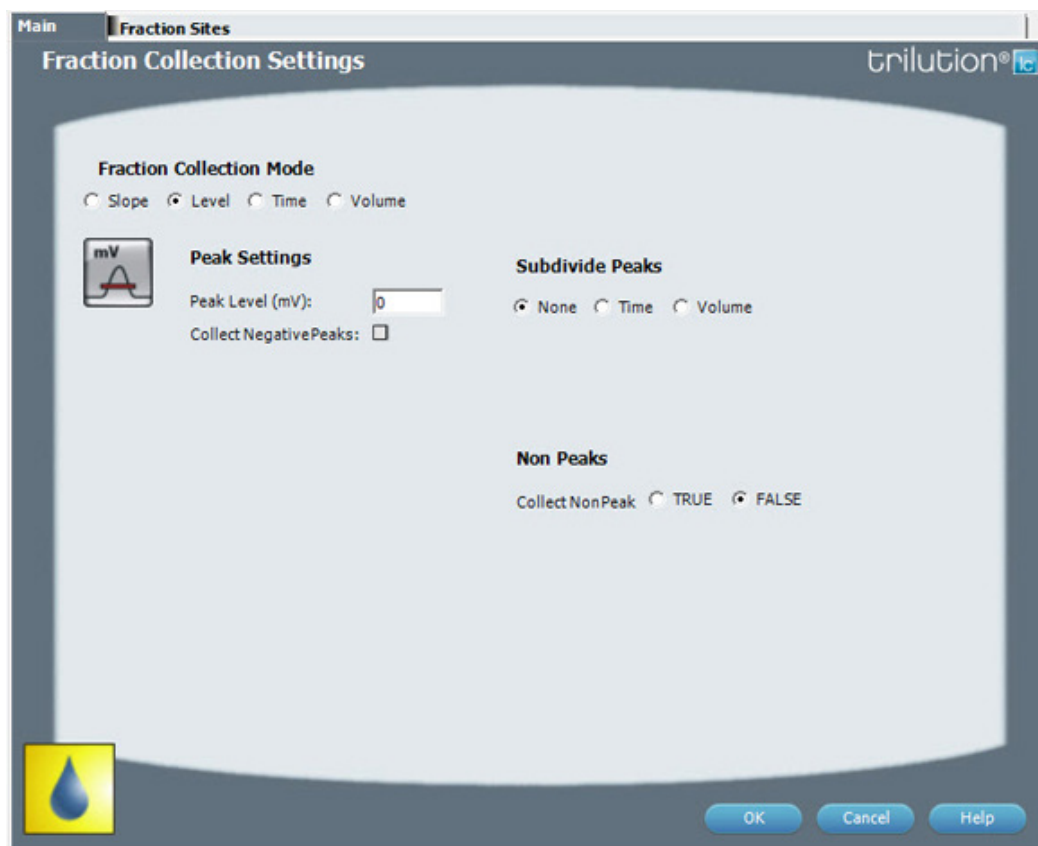 Main Fraction Sites
Fraction Collection Settings trilution® lc
Fraction Collection Mode
Slope Level Time Volume
mV
Peak Settings
Peak Level (mV): 0
Collect NegativePeaks:
Subdivide Peaks
None Time Volume
Non Peaks
Collect NonPeak TRUE FALSE
OK Cancel Help